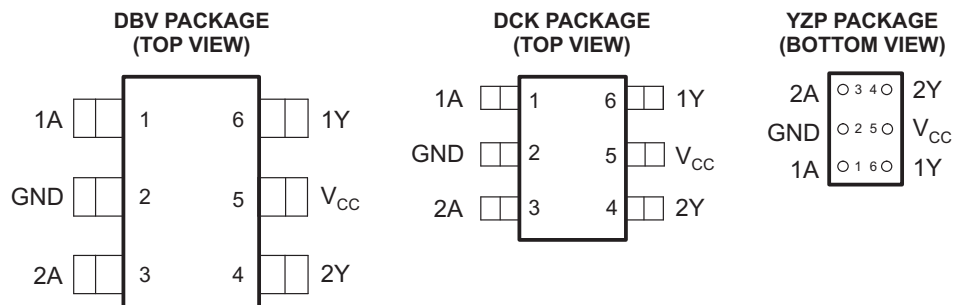 DBV PACKAGE
(TOP VIEW)
1A 1 6 1Y
GND 2 5 VCC
2A 3 4 2Y
DCK PACKAGE
(TOP VIEW)
1A 1 6 1Y
GND 2 5 VCC
2A 3 4 2Y
YZP PACKAGE
(BOTTOM VIEW)
2A 3 4 2Y
GND 2 5 VCC
1A 1 6 1Y